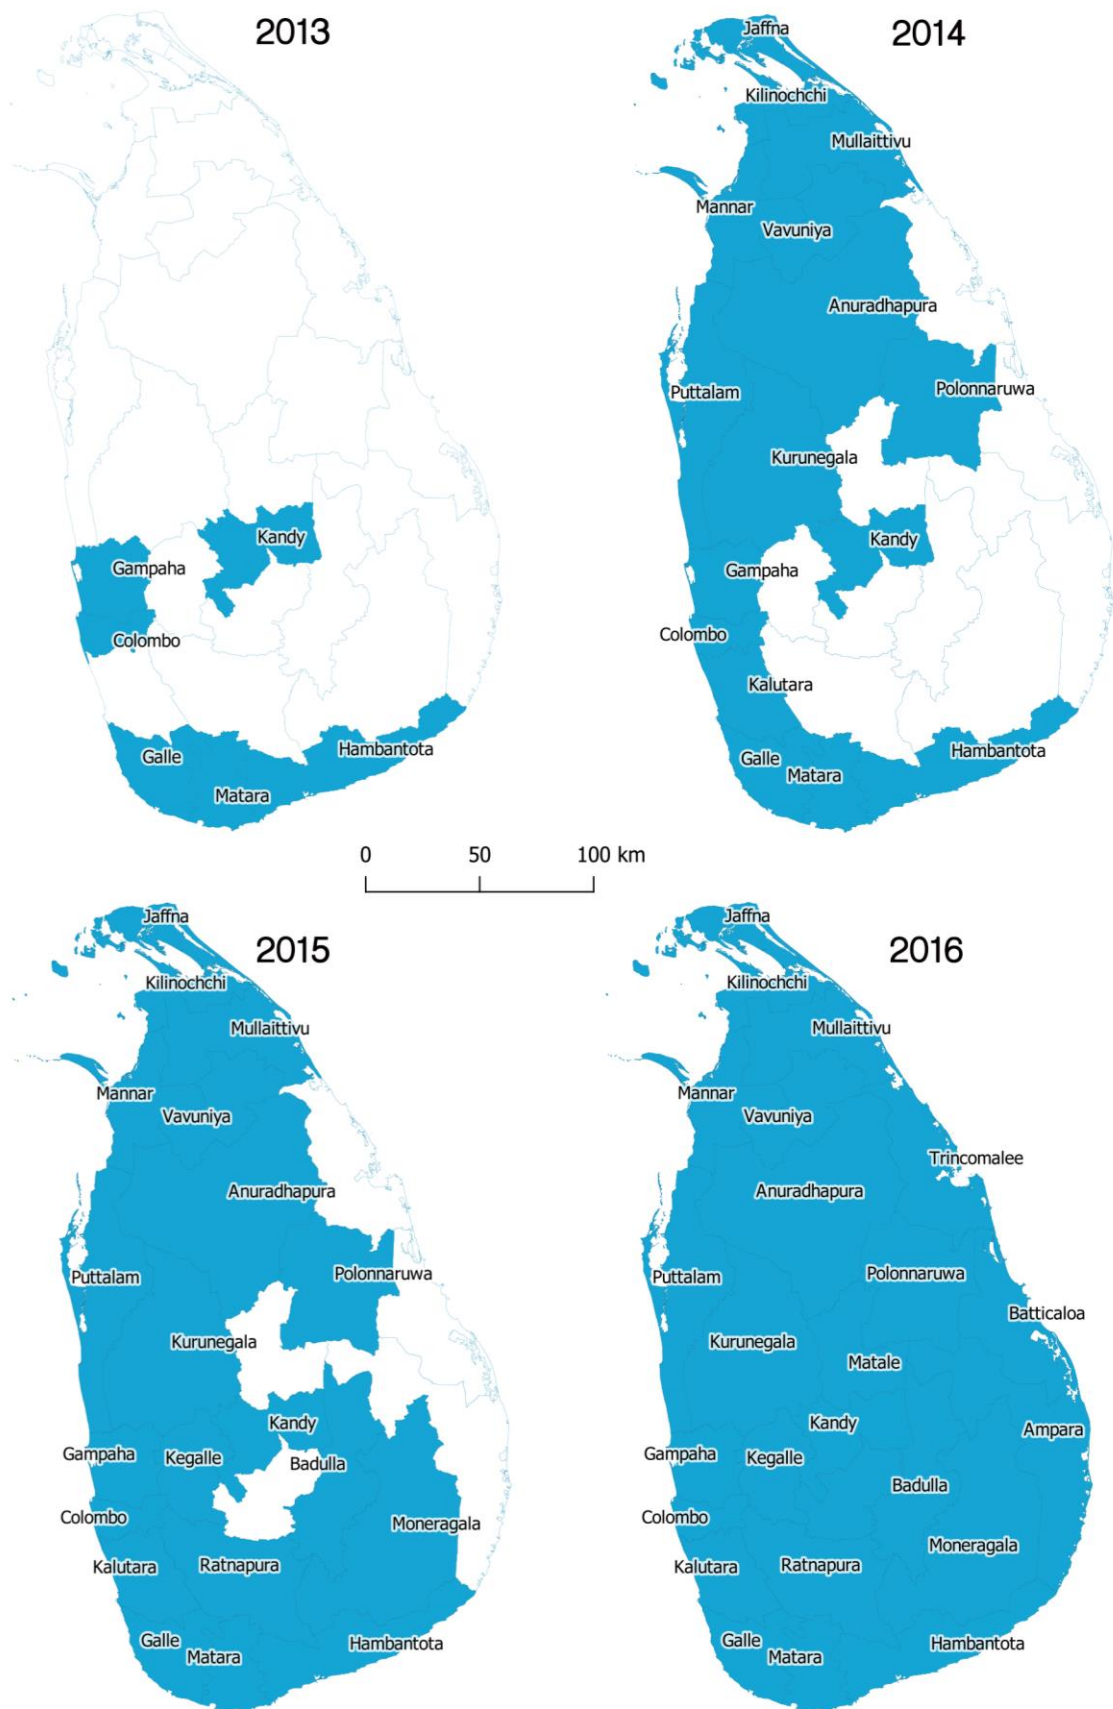 2013
Kandy
Gampaha
Colombo
Galle
Hambantota
Matara
2014
Jaffna
Kilinochchi
Mullaittivu
Mannar
Vavuniya
Anuradhapura
Puttalam
Polonnaruwa
Kurunegala
Kandy
Gampaha
Colombo
Kalutara
Galle
Hambantota
Matara
0 50 100 km
2015
Jaffna
Kilinochchi
Mullaittivu
Mannar
Vavuniya
Anuradhapura
Puttalam
Polonnaruwa
Kurunegala
Kandy
Gampaha
Kegalle
Badulla
Colombo
Moneragala
Kalutara
Ratnapura
Galle
Hambantota
Matara
2016
Jaffna
Kilinochchi
Mullaittivu
Mannar
Vavuniya
Trincomalee
Anuradhapura
Puttalam
Polonnaruwa
Batticaloa
Kurunegala
Matale
Kandy
Ampara
Gampaha
Kegalle
Badulla
Colombo
Moneragala
Kalutara
Ratnapura
Galle
Hambantota
Matara